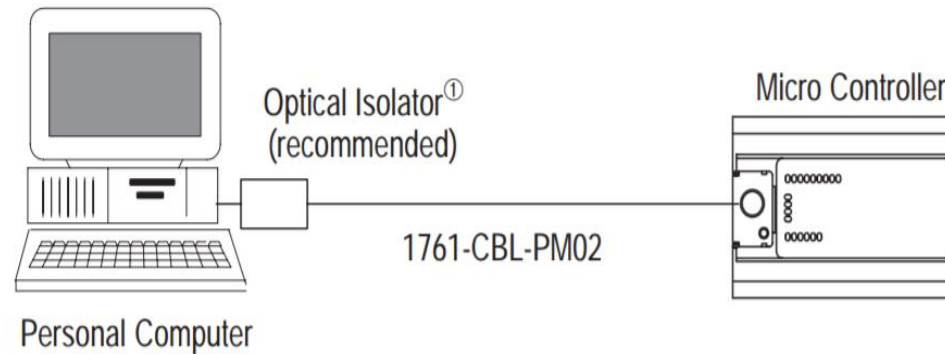 Optical Isolator①
(recommended)
Micro Controller
1761-CBL-PM02
Personal Computer